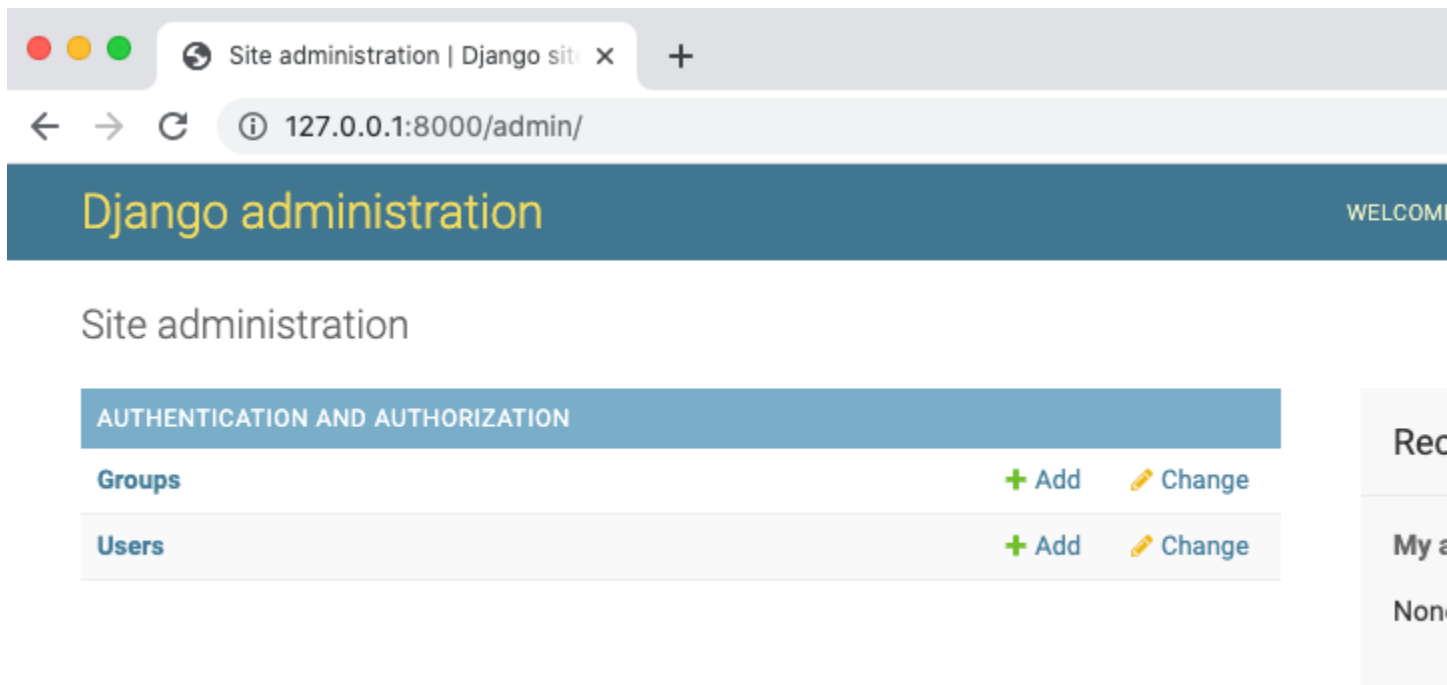 Site administration | Django sit
127.0.0.1:8000/admin/
Django administration
WELCOM
Site administration
AUTHENTICATION AND AUTHORIZATION
Groups
Add
Change
Users
Add
Change
Rec
My a
Non